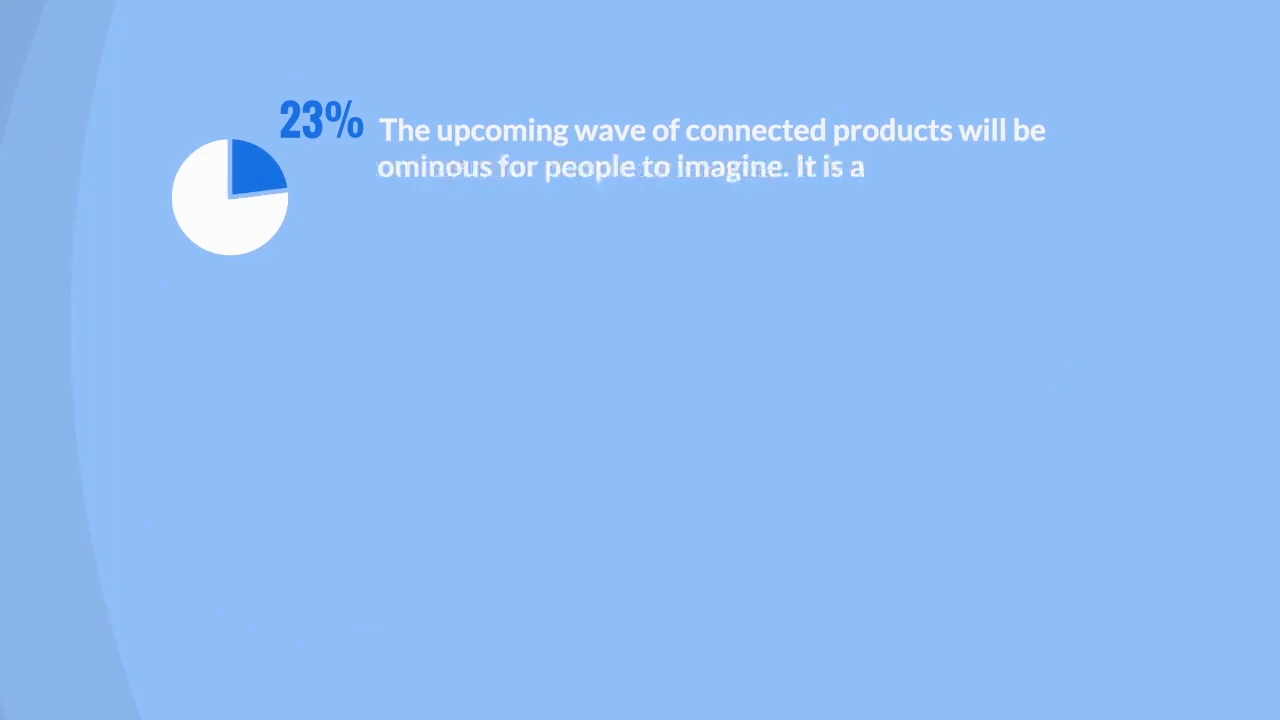 23%
The upcoming wave of connected products will be
ominous for people to imagine. It is a